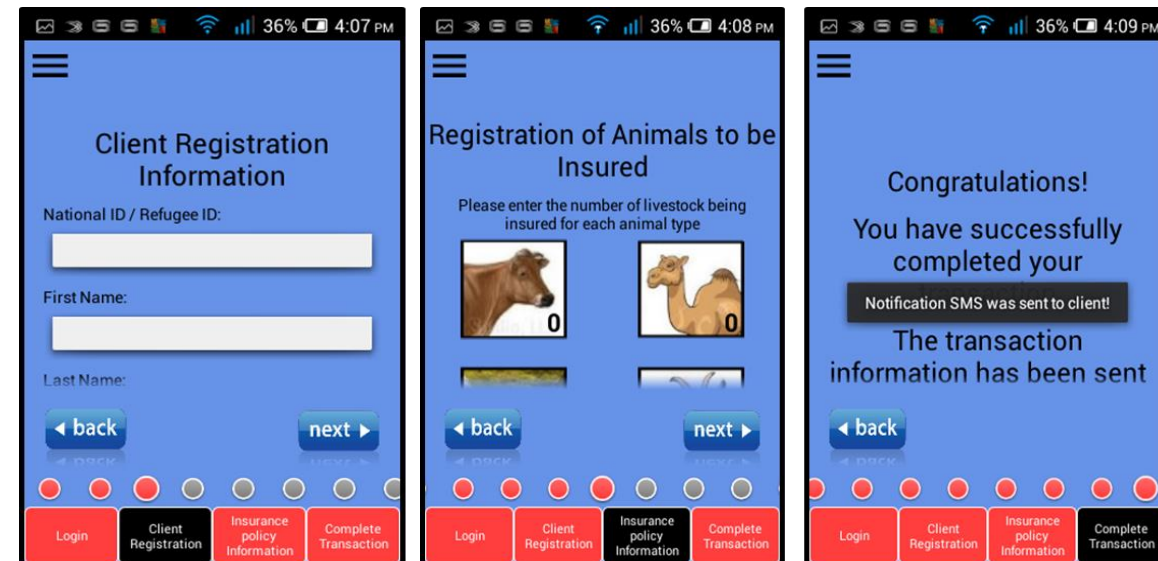 36% 4:07 PM
Client Registration
Information
National ID / Refugee ID:
First Name:
Last Name:
back
next
Login
Client
Registration
Insurance
policy
Information
Complete
Transaction
36% 4:08 PM
Registration of Animals to be
Insured
Please enter the number of livestock being
insured for each animal type
0
0
back
next
Login
Client
Registration
Insurance
policy
Information
Complete
Transaction
36% 4:09 PM
Congratulations!
You have successfully
completed your
Notification SMS was sent to client!
The transaction
information has been sent
back
Login
Client
Registration
Insurance
policy
Information
Complete
Transaction